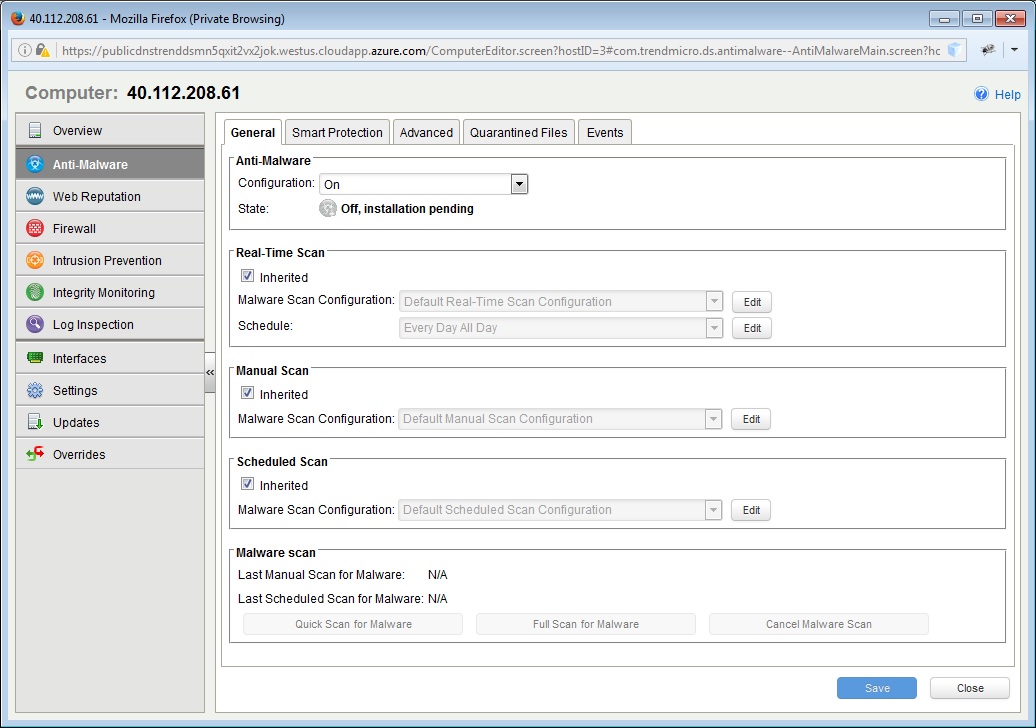 40.112.208.61 - Mozilla Firefox (Private Browsing)
https://publicdnstrenddsmn5qxit2vx2jok.westus.cloudapp.azure.com/ComputerEditor.screen?hostID=3#com.trendmicro.ds.antimalware--AntiMalwareMain.screen?hc
Computer: 40.112.208.61
Help
Overview
Anti-Malware
Web Reputation
Firewall
Intrusion Prevention
Integrity Monitoring
Log Inspection
Interfaces
Settings
Updates
Overrides
«
General Smart Protection Advanced Quarantined Files Events
Anti-Malware
Configuration: On
State: Off, installation pending
Real-Time Scan
Inherited
Malware Scan Configuration: Default Real-Time Scan Configuration Edit
Schedule: Every Day All Day Edit
Manual Scan
Inherited
Malware Scan Configuration: Default Manual Scan Configuration Edit
Scheduled Scan
Inherited
Malware Scan Configuration: Default Scheduled Scan Configuration Edit
Malware scan
Last Manual Scan for Malware: N/A
Last Scheduled Scan for Malware: N/A
Quick Scan for Malware Full Scan for Malware Cancel Malware Scan
Save Close